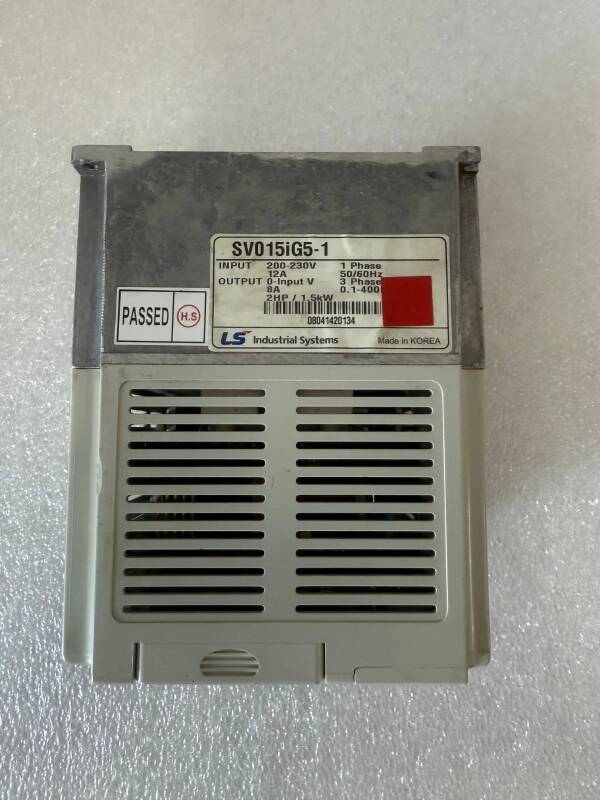 SV015iG5-1
INPUT 200-230V 1 Phase
12A 50/60Hz
OUTPUT 0-Input V 3 Phase
8A 0.1-400
2HP / 1.5kW
08041420134
LS Industrial Systems Made in KOREA
PASSED H.S